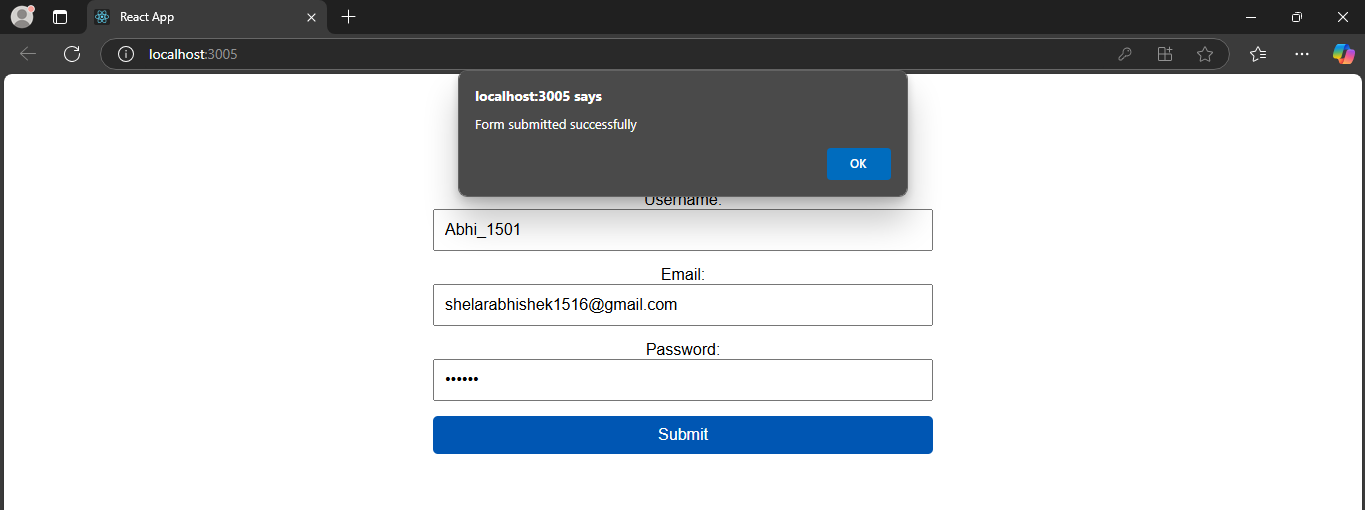 React App
localhost:3005
localhost:3005 says
Form submitted successfully
OK
Username:
Abhi_1501
Email:
shelarabhishek1516@gmail.com
Password:
••••••
Submit